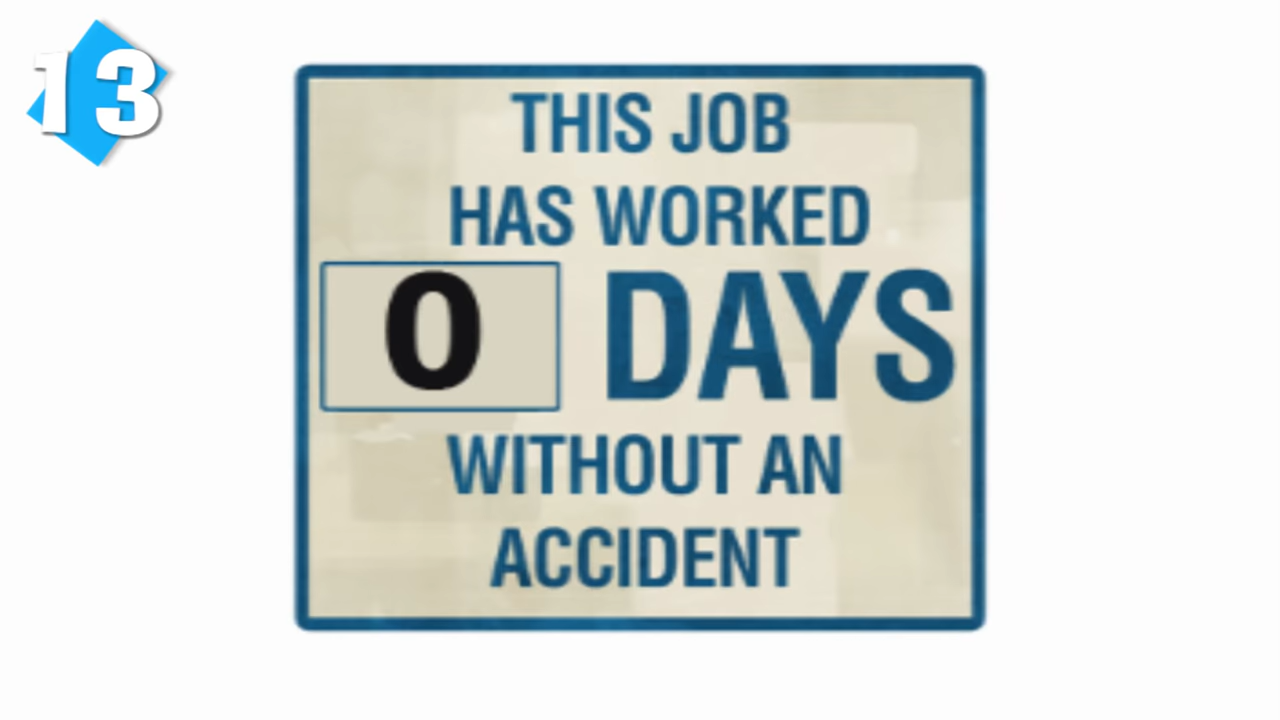 13
THIS JOB
HAS WORKED
0 DAYS
WITHOUT AN
ACCIDENT